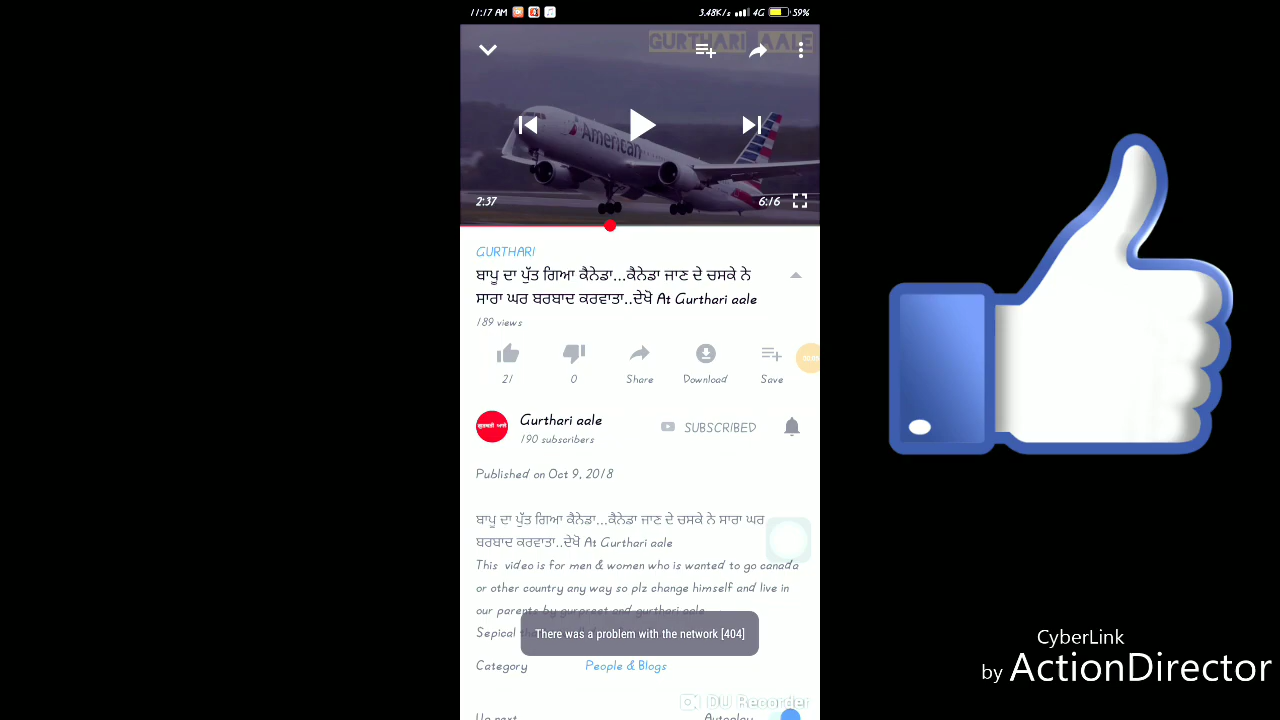 11:17 AM
3.48K/s 4G 59%
GURTHARI AALE
American
2:37
6:16
GURTHARI
ਬਾਪੂ ਦਾ ਪੁੱਤ ਗਿਆ ਕੈਨੇਡਾ...ਕੈਨੇਡਾ ਜਾਣ ਦੇ ਚਸਕੇ ਨੇ
ਸਾਰਾ ਘਰ ਬਰਬਾਦ ਕਰਵਾਤਾ..ਦੇਖੋ At Gurthari aale
189 views
21 0 Share Download Save
Gurthari aale
SUBSCRIBED
190 subscribers
Published on Oct 9, 2018
ਬਾਪੂ ਦਾ ਪੁੱਤ ਗਿਆ ਕੈਨੇਡਾ...ਕੈਨੇਡਾ ਜਾਣ ਦੇ ਚਸਕੇ ਨੇ ਸਾਰਾ ਘਰ
ਬਰਬਾਦ ਕਰਵਾਤਾ..ਦੇਖੋ At Gurthari aale
This video is for men & women who is wanted to go canada
or other country any way so plz change himself and live in
our parents by gurpreet and gurthari aale
Sepical
There was a problem with the network [404]
Category People & Blogs
DU Recorder
Up next Autoplay
CyberLink
by ActionDirector